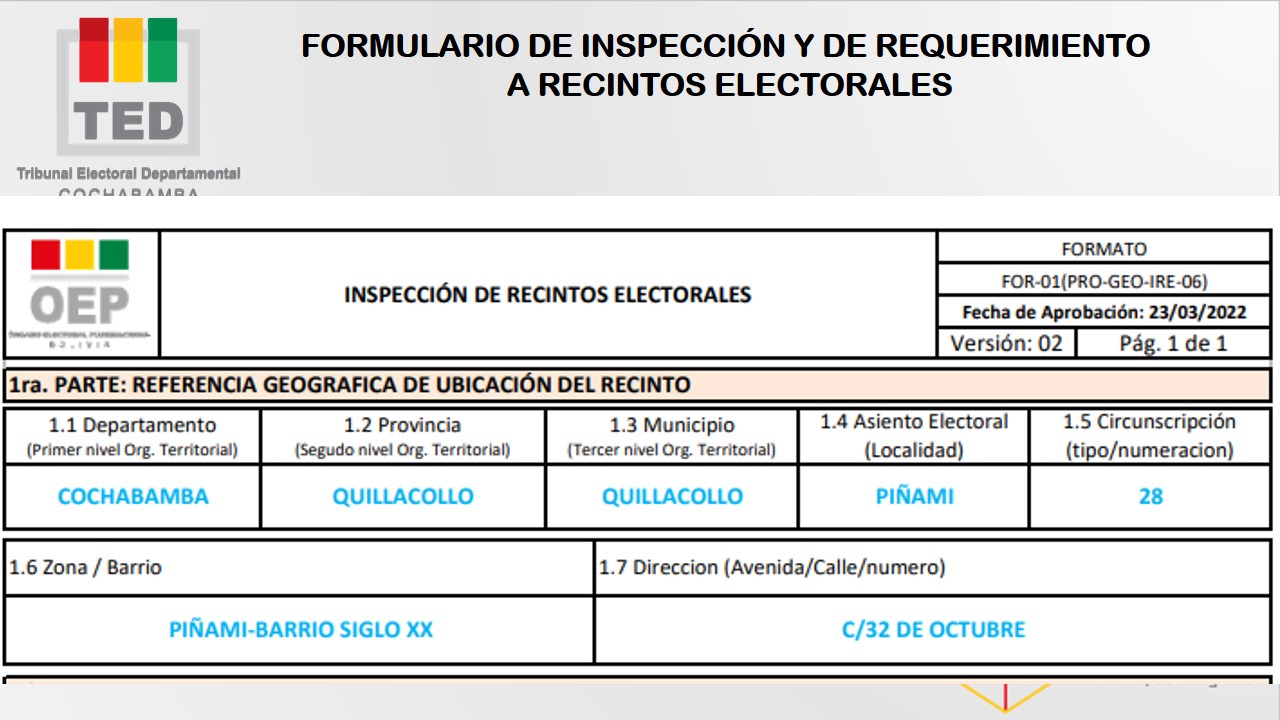 FORMULARIO DE INSPECCIÓN Y DE REQUERIMIENTO
A RECINTOS ELECTORALES
TED
Tribunal Electoral Departamental
COCHABAMBA
OEP
BOLIVIA
INSPECCIÓN DE RECINTOS ELECTORALES
FORMATO
FOR-01(PRO-GEO-IRE-06)
Fecha de Aprobación: 23/03/2022
Versión: 02
Pág. 1 de 1
1ra. PARTE: REFERENCIA GEOGRAFICA DE UBICACIÓN DEL RECINTO
1.1 Departamento
(Primer nivel Org. Territorial)
1.2 Provincia
(Segudo nivel Org. Territorial)
1.3 Municipio
(Tercer nivel Org. Territorial)
1.4 Asiento Electoral
(Localidad)
1.5 Circunscripción
(tipo/numeracion)
COCHABAMBA
QUILLACOLLO
QUILLACOLLO
PIÑAMI
28
1.6 Zona / Barrio
1.7 Direccion (Avenida/Calle/numero)
PIÑAMI-BARRIO SIGLO XX
C/32 DE OCTUBRE